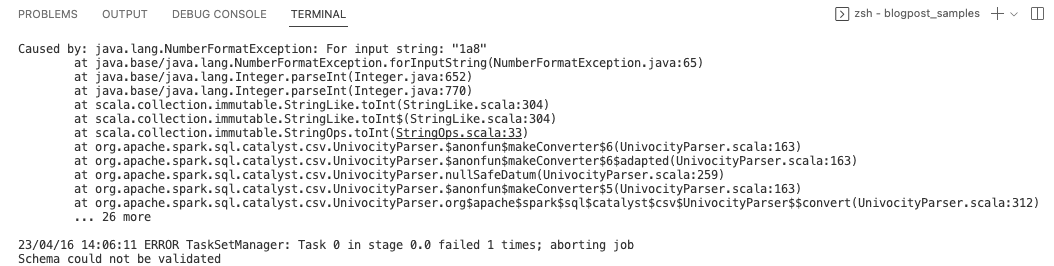 PROBLEMS OUTPUT DEBUG CONSOLE TERMINAL zsh - blogpost_samples
Caused by: java.lang.NumberFormatException: For input string: "1a8"
at java.base/java.lang.NumberFormatException.forInputString(NumberFormatException.java:65)
at java.base/java.lang.Integer.parseInt(Integer.java:652)
at java.base/java.lang.Integer.parseInt(Integer.java:770)
at scala.collection.immutable.StringLike.toInt(StringLike.scala:304)
at scala.collection.immutable.StringLike.toInt$(StringLike.scala:304)
at scala.collection.immutable.StringOps.toInt(StringOps.scala:33)
at org.apache.spark.sql.catalyst.csv.UnivocityParser.$anonfun$makeConverter$6(UnivocityParser.scala:163)
at org.apache.spark.sql.catalyst.csv.UnivocityParser.$anonfun$makeConverter$6$adapted(UnivocityParser.scala:163)
at org.apache.spark.sql.catalyst.csv.UnivocityParser.nullSafeDatum(UnivocityParser.scala:259)
at org.apache.spark.sql.catalyst.csv.UnivocityParser.$anonfun$makeConverter$5(UnivocityParser.scala:163)
at org.apache.spark.sql.catalyst.csv.UnivocityParser.org$apache$spark$sql$catalyst$csv$UnivocityParser$$convert(UnivocityParser.scala:312)
... 26 more
23/04/16 14:06:11 ERROR TaskSetManager: Task 0 in stage 0.0 failed 1 times; aborting job
Schema could not be validated